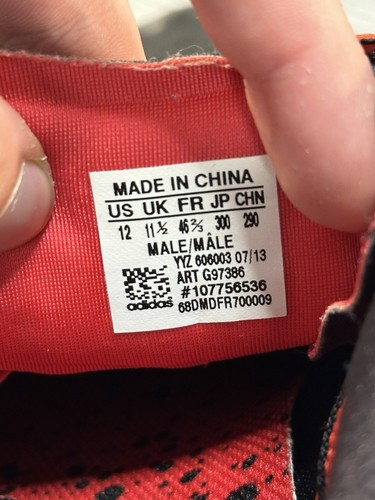 MADE IN CHINA
US UK FR JP CHN
12 11½ 46⅔ 300 290
MALE/MÂLE
YYZ 606003 07/13
ART G97386
#107756536
adidas 68DMDFR700009